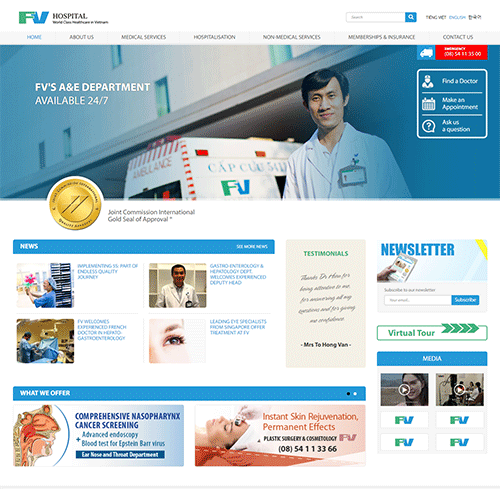 FV HOSPITAL
World Class Healthcare in Vietnam
Search
TIẾNG VIỆT ENGLISH 한국어
HOME ABOUT US MEDICAL SERVICES HOSPITALISATION NON-MEDICAL SERVICES MEMBERSHIPS & INSURANCE CONTACT US
EMERGENCY
(08) 54 11 35 00
FV'S A&E DEPARTMENT
AVAILABLE 24/7
Find a Doctor
Make an
Appointment
Ask us
a question
AMBULANCE
CẤP CỨU
FV
Joint Commission International
Gold Seal of Approval
NEWS SEE MORE NEWS
IMPLEMENTING 5S: PART OF
ENDLESS QUALITY
JOURNEY
GASTRO-ENTEROLOGY &
HEPATOLOGY DEPT.
WELCOMES EXPERIENCED
DEPUTY HEAD
FV WELCOMES
EXPERIENCED FRENCH
DOCTOR IN HEPATO-
GASTROENTEROLOGY
LEADING EYE SPECIALISTS
FROM SINGAPORE OFFER
TREATMENT AT FV
TESTIMONIALS
Thanks Dr Hieu for
being attentive to me,
for answering all my
questions and for giving
me confidence
- Mrs To Hong Van -
NEWSLETTER
Subscribe to our newsletter
Your email... Subscribe
Virtual Tour
MEDIA
FV FV
FV FV
WHAT WE OFFER
COMPREHENSIVE NASOPHARYNX
CANCER SCREENING
+ Advanced endoscopy
+ Blood test for Epstein Barr virus
Ear Nose and Throat Department
Instant Skin Rejuvenation,
Permanent Effects
PLASTIC SURGERY & COSMETOLOGY FV
(08) 54 11 33 66